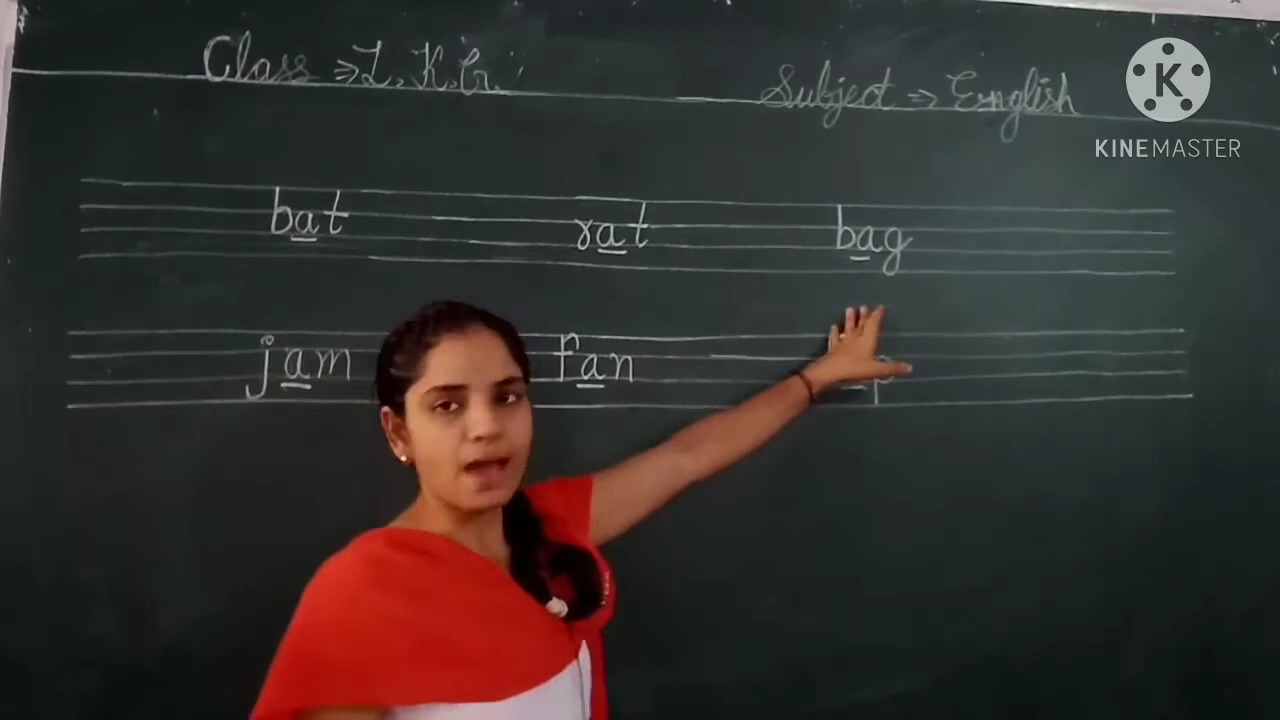 Class ⇒ L.K.G.
Subject ⇒ English
KINEMASTER
bat rat bag
jam fan